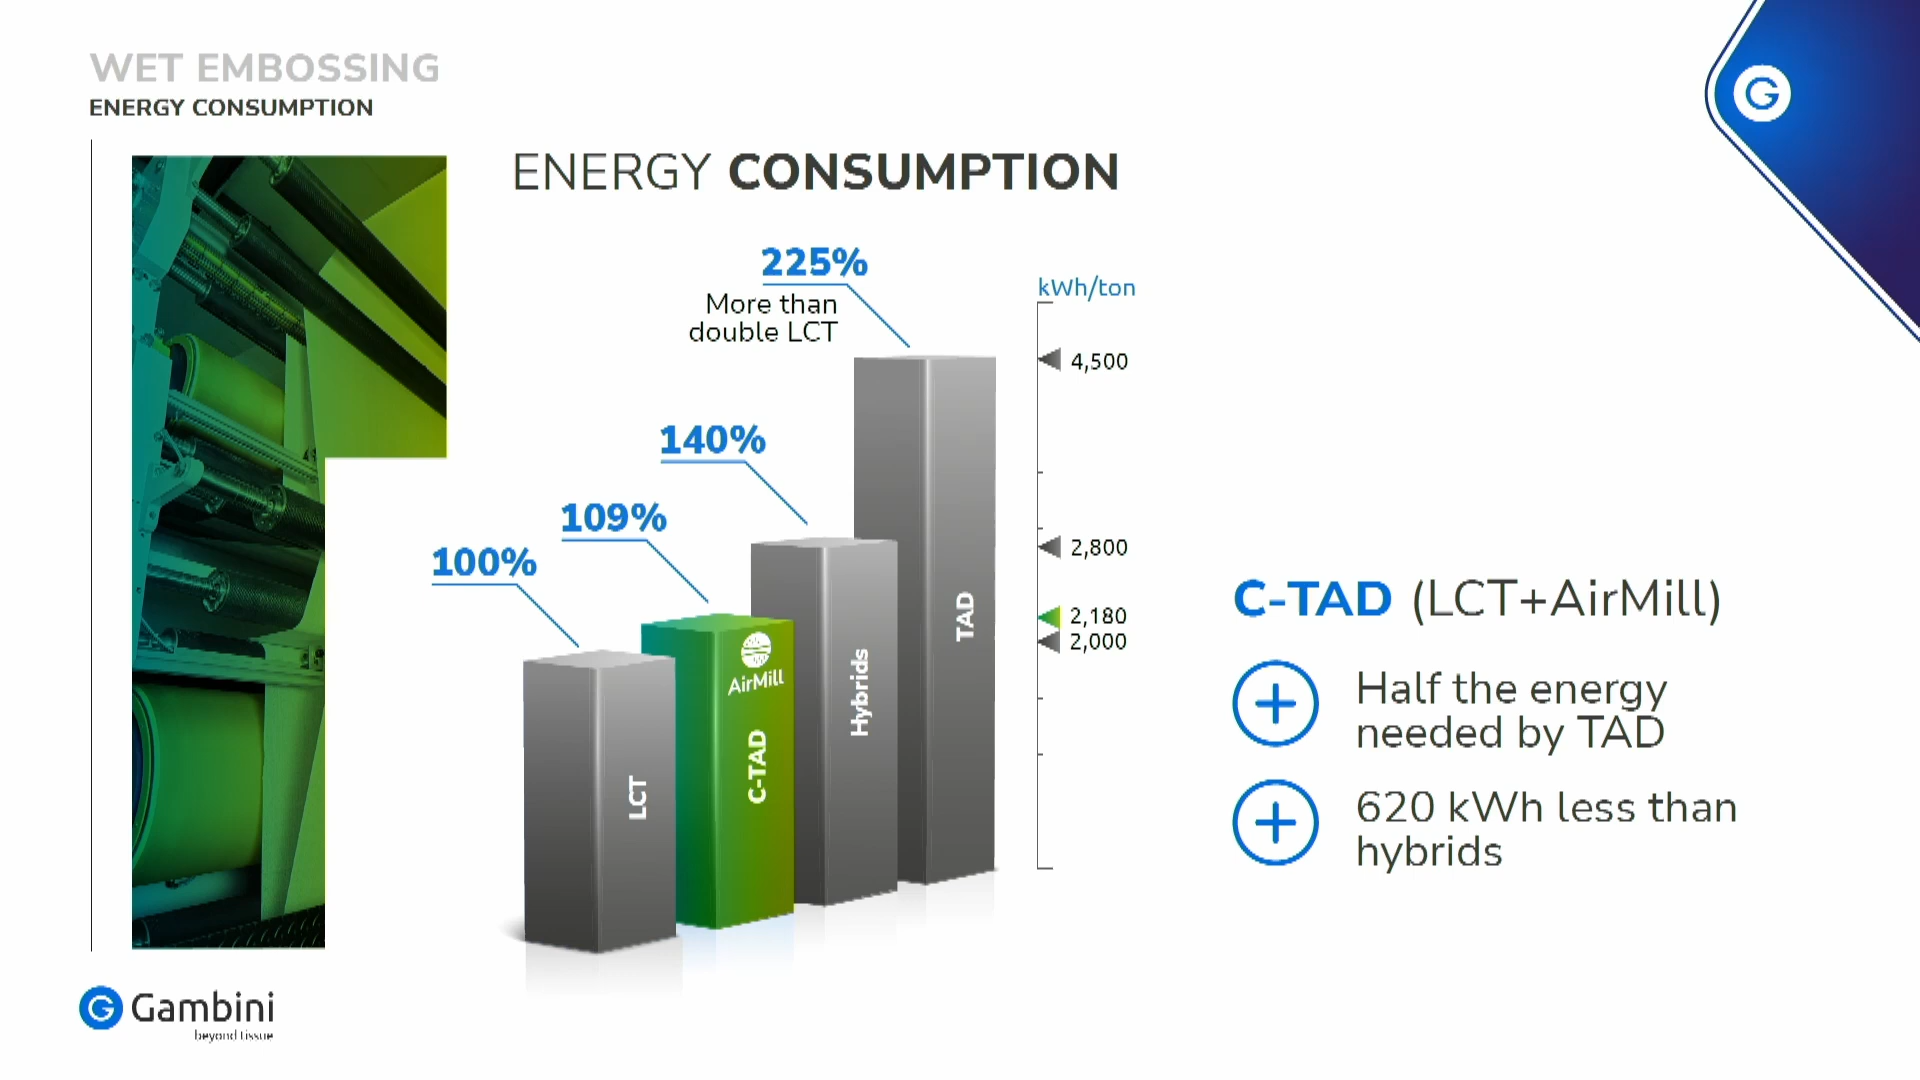 WET EMBOSSING
ENERGY CONSUMPTION
ENERGY CONSUMPTION
225%
More than
double LCT
kWh/ton
4,500
140%
2,800
109%
100%
2,180
2,000
TAD
Hybrids
AirMill
C-TAD
LCT
C-TAD (LCT+AirMill)
Half the energy
needed by TAD
620 kWh less than
hybrids
G
G Gambini
beyond tissue